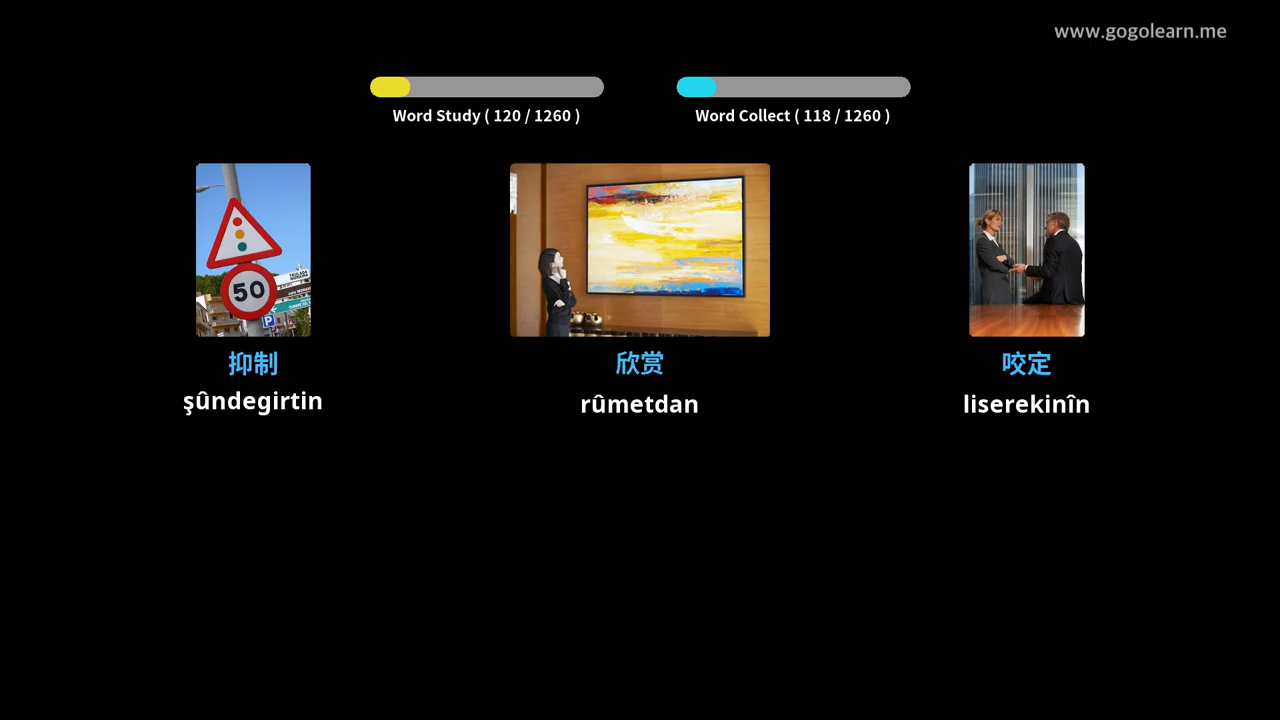 www.gogolearn.me
Word Study ( 120 / 1260 )
Word Collect ( 118 / 1260 )
50
P
抑制
欣赏
咬定
şûndegirtin
rûmetdan
liserekinîn